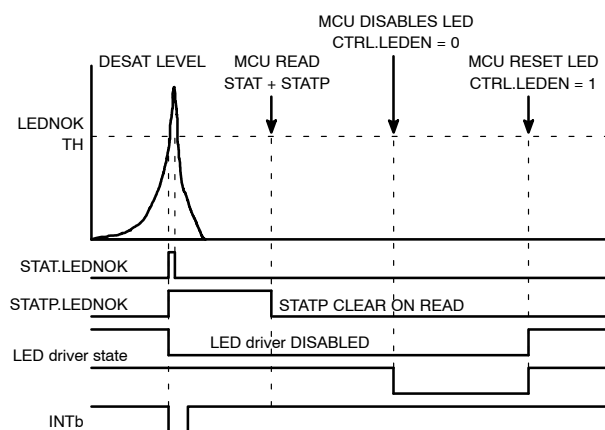 MCU DISABLES LED
CTRL.LEDEN = 0
DESAT LEVEL
MCU READ
STAT + STATP
MCU RESET LED
CTRL.LEDEN = 1
LEDNOK
TH
STAT.LEDNOK
STATP.LEDNOK
STATP CLEAR ON READ
LED driver DISABLED
LED driver state
INTb